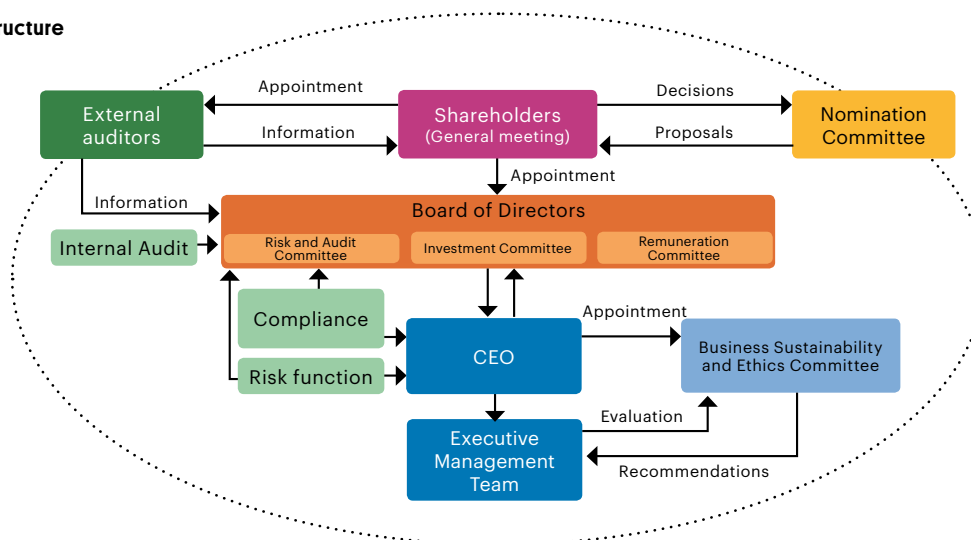 ructure
Appointment
Decisions
External
auditors
Shareholders
(General meeting)
Nomination
Committee
Information
Proposals
Appointment
Information
Board of Directors
Internal Audit
Risk and Audit
Committee
Investment Committee
Remuneration
Committee
Compliance
Appointment
CEO
Business Sustainability
and Ethics Committee
Risk function
Evaluation
Executive
Management
Team
Recommendations